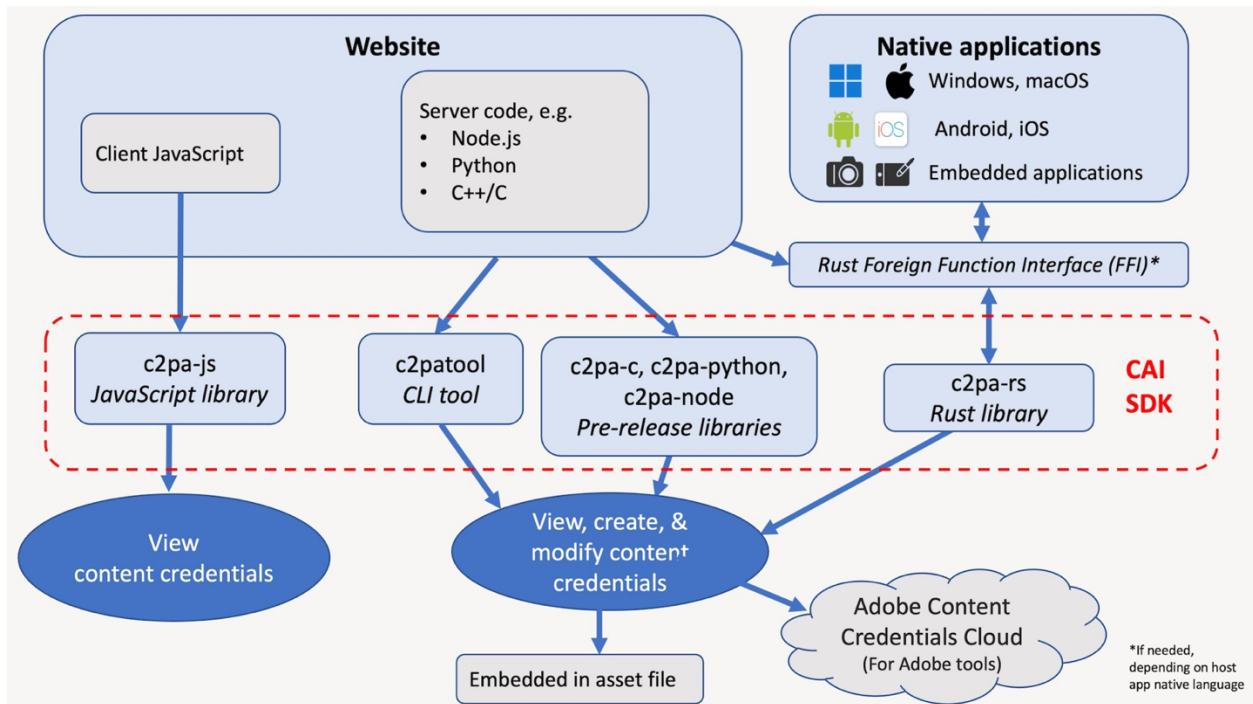 Website
Client JavaScript
Server code, e.g.
• Node.js
• Python
• C++/C
Native applications
Windows, macOS
iOS
Android, iOS
Embedded applications
Rust Foreign Function Interface (FFI)*
c2pa-js
JavaScript library
c2patool
CLI tool
c2pa-c, c2pa-python,
c2pa-node
Pre-release libraries
c2pa-rs
Rust library
CAI
SDK
View
content credentials
View, create, &
modify content
credentials
Embedded in asset file
Adobe Content
Credentials Cloud
(For Adobe tools)
*If needed,
depending on host
app native language